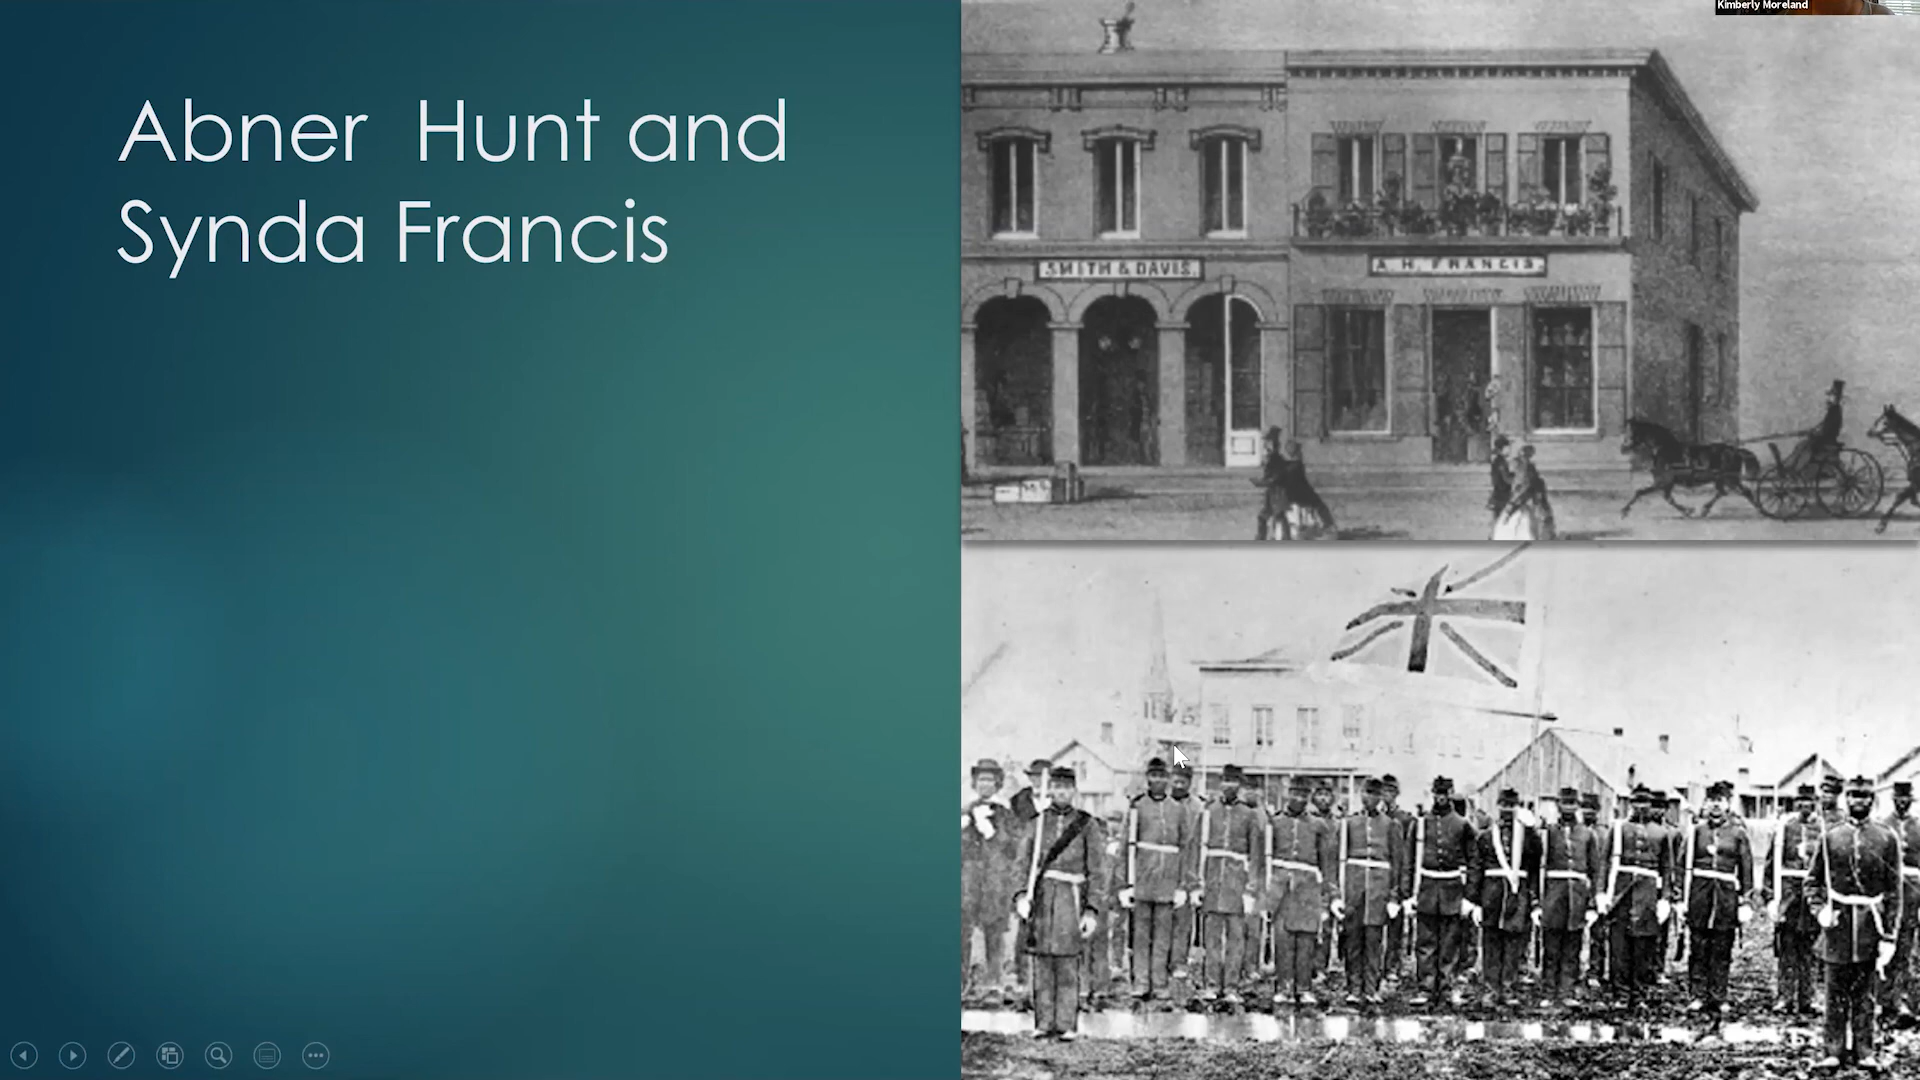 Kimberly Moreland
Abner  Hunt and
Synda Francis
SMITH & DAVIS.
A. H. FRANCIS.